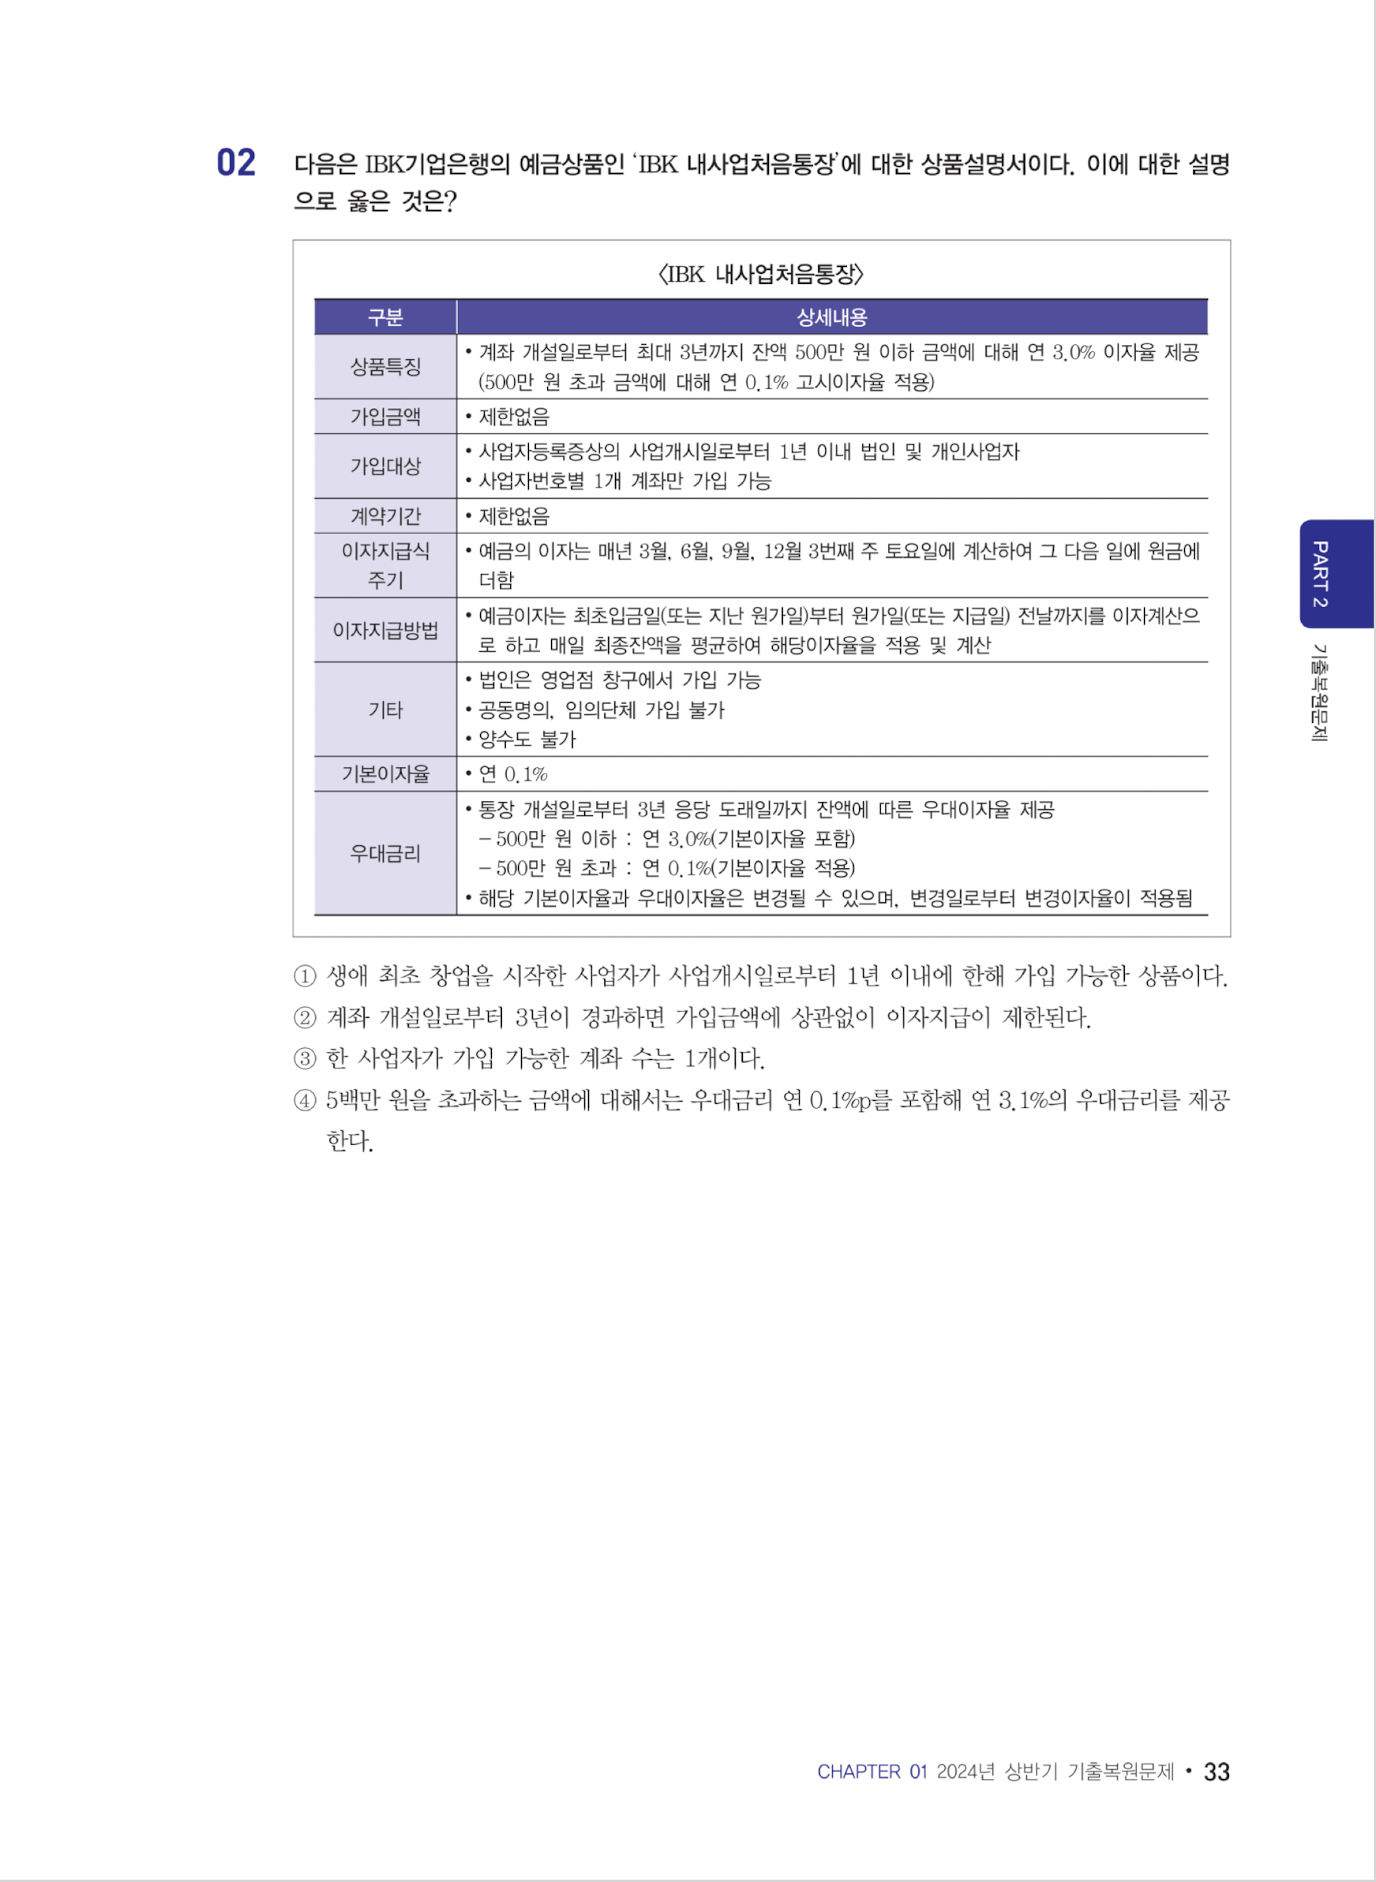 02 다음은 IBK기업은행의 예금상품인 ‘IBK 내사업처음통장’에 대한 상품설명서이다. 이에 대한 설명
으로 옳은 것은?
〈IBK 내사업처음통장〉
구분 상세내용
상품특징 • 계좌 개설일로부터 최대 3년까지 잔액 500만 원 이하 금액에 대해 연 3.0% 이자율 제공
(500만 원 초과 금액에 대해 연 0.1% 고시이자율 적용)
가입금액 • 제한없음
가입대상 • 사업자등록증상의 사업개시일로부터 1년 이내 법인 및 개인사업자
• 사업자번호별 1개 계좌만 가입 가능
계약기간 • 제한없음
이자지급식 • 예금의 이자는 매년 3월, 6월, 9월, 12월 3번째 주 토요일에 계산하여 그 다음 일에 원금에
주기 더함
이자지급방법 • 예금이자는 최초입금일(또는 지난 원가일)부터 원가일(또는 지급일) 전날까지를 이자계산으
로 하고 매일 최종잔액을 평균하여 해당이자율을 적용 및 계산
기타 • 법인은 영업점 창구에서 가입 가능
• 공동명의, 임의단체 가입 불가
• 양수도 불가
기본이자율 • 연 0.1%
우대금리 • 통장 개설일로부터 3년 응당 도래일까지 잔액에 따른 우대이자율 제공
– 500만 원 이하 : 연 3.0%(기본이자율 포함)
– 500만 원 초과 : 연 0.1%(기본이자율 적용)
• 해당 기본이자율과 우대이자율은 변경될 수 있으며, 변경일로부터 변경이자율이 적용됨
① 생애 최초 창업을 시작한 사업자가 사업개시일로부터 1년 이내에 한해 가입 가능한 상품이다.
② 계좌 개설일로부터 3년이 경과하면 가입금액에 상관없이 이자지급이 제한된다.
③ 한 사업자가 가입 가능한 계좌 수는 1개이다.
④ 5백만 원을 초과하는 금액에 대해서는 우대금리 연 0.1%p를 포함해 연 3.1%의 우대금리를 제공
한다.
PART 2
기출복원문제
CHAPTER 01 2024년 상반기 기출복원문제 • 33